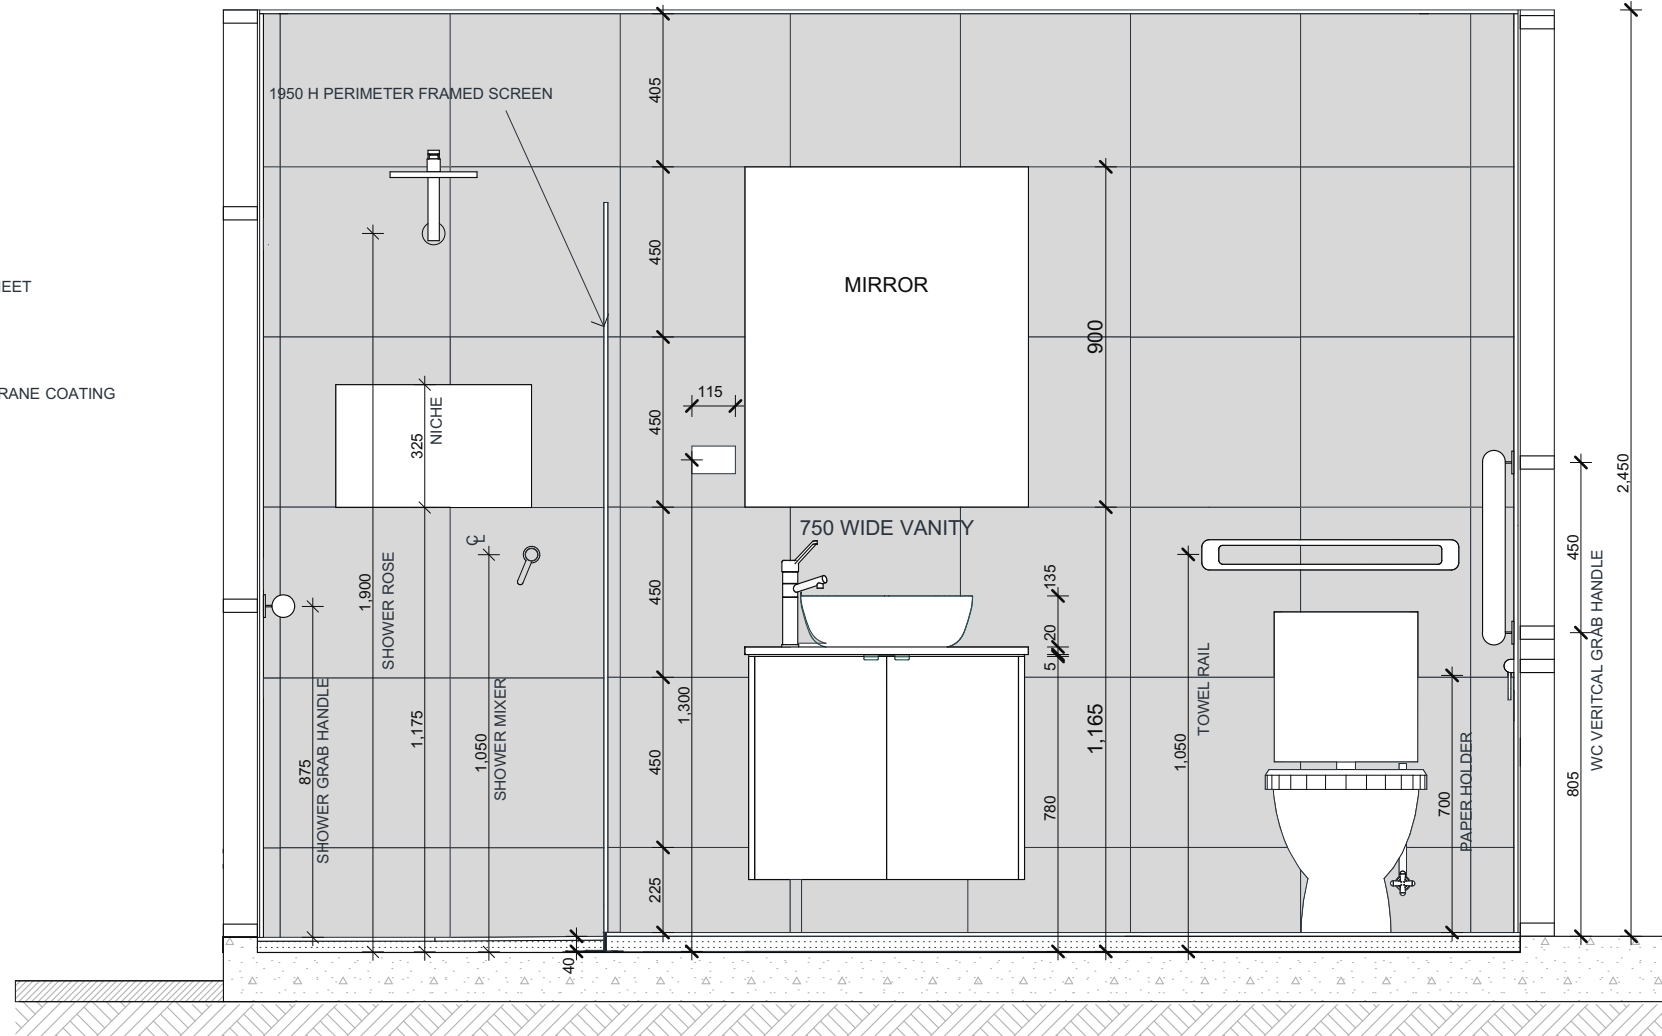 405
1950 H PERIMETER FRAMED SCREEN
450
MIRROR
EET
900
RANE COATING
115
NICHE
325
450
2,450
750 WIDE VANITY
℄
450
WC VERITCAL GRAB HANDLE
1,900
SHOWER ROSE
450
135
20
5
TOWEL RAIL
1,050
SHOWER GRAB HANDLE
875
1,175
1,050
SHOWER MIXER
1,300
450
1,165
780
700
PAPER HOLDER
805
225
40